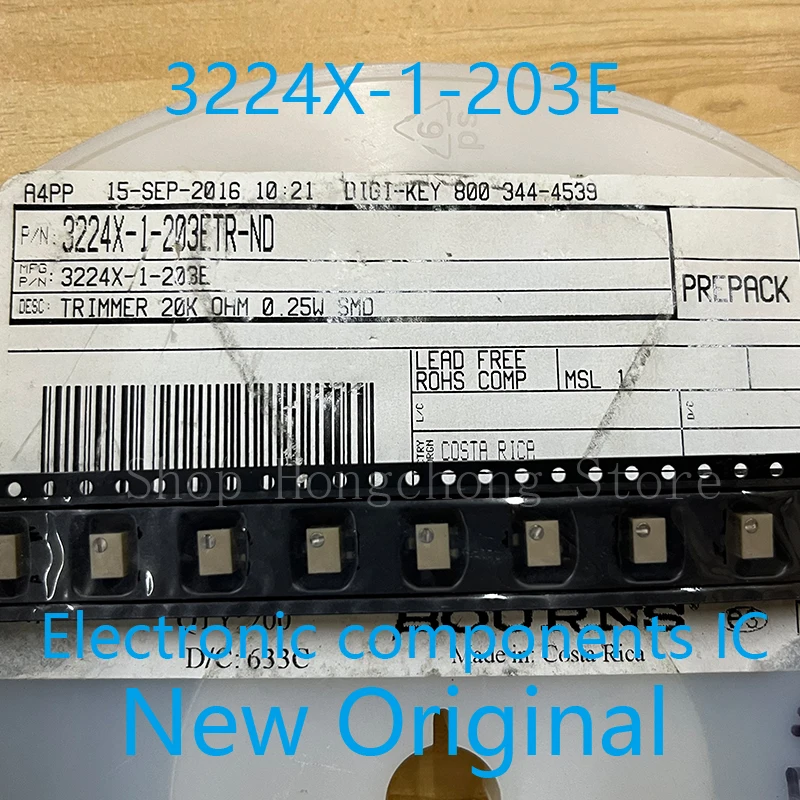 3224X-1-203E
A4PP 15-SEP-2016 10:21 DIGI-KEY 800 344-4539
P/N: 3224X-1-203ETR-ND
MFG P/N: 3224X-1-203E
DESC: TRIMMER 20K OHM 0.25W SMD
PREPACK
LEAD FREE
ROHS COMP
MSL 1
L/C
D/C
COSTA RICA
Shop Hongchong Store
QTY: 200
BOURNS
Electronic components IC
D/C: 633C
Made in: Costa Rica
New Original